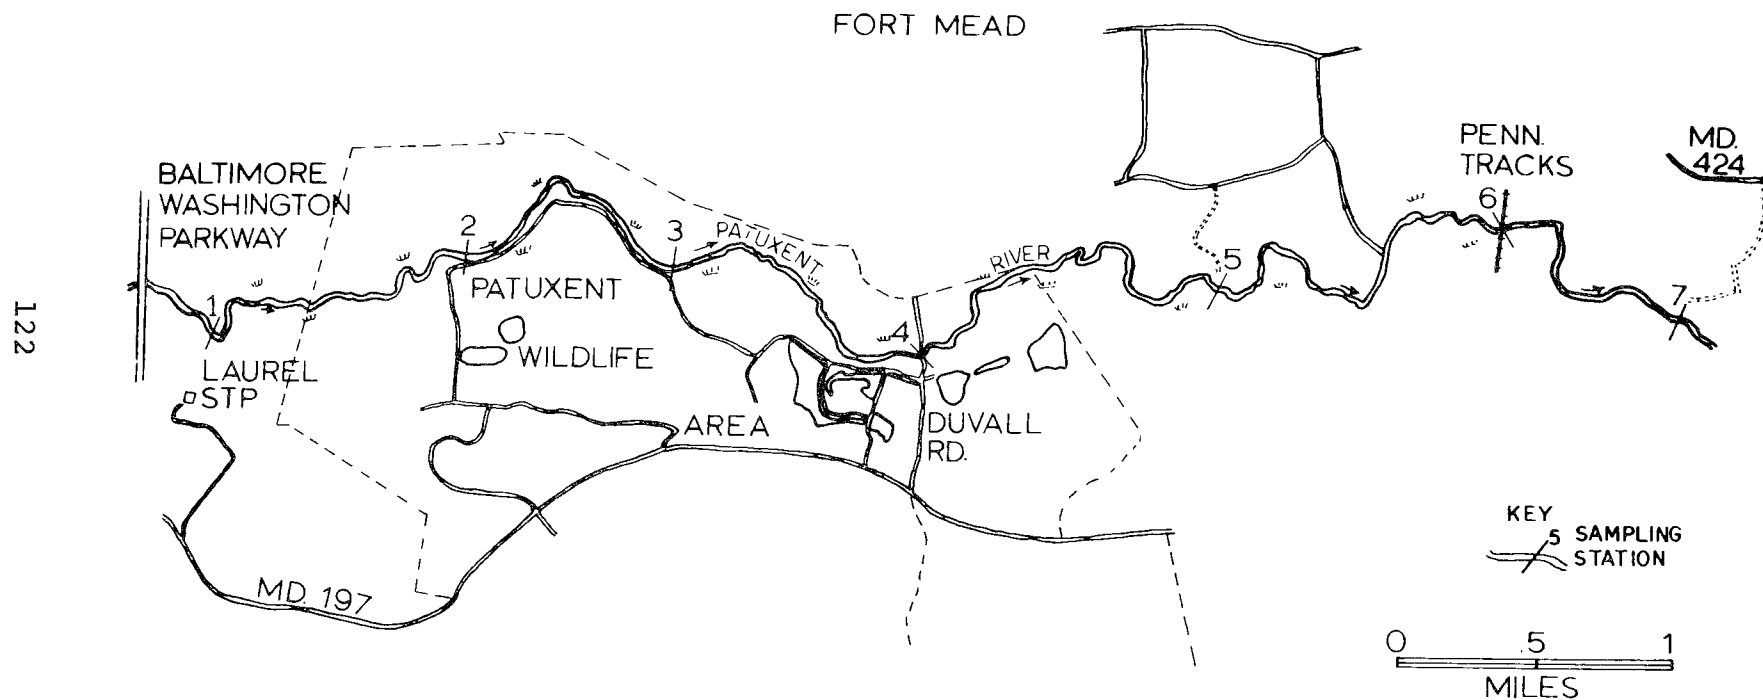 FORT MEAD
BALTIMORE
WASHINGTON
PARKWAY
PENN.
TRACKS
MD.
424
1
2
3
PATUXENT
RIVER
4
5
6
7
PATUXENT
WILDLIFE
AREA
LAUREL
STP
DUVALL
RD.
MD. 197
KEY
5 SAMPLING
STATION
0 .5 1
MILES
122